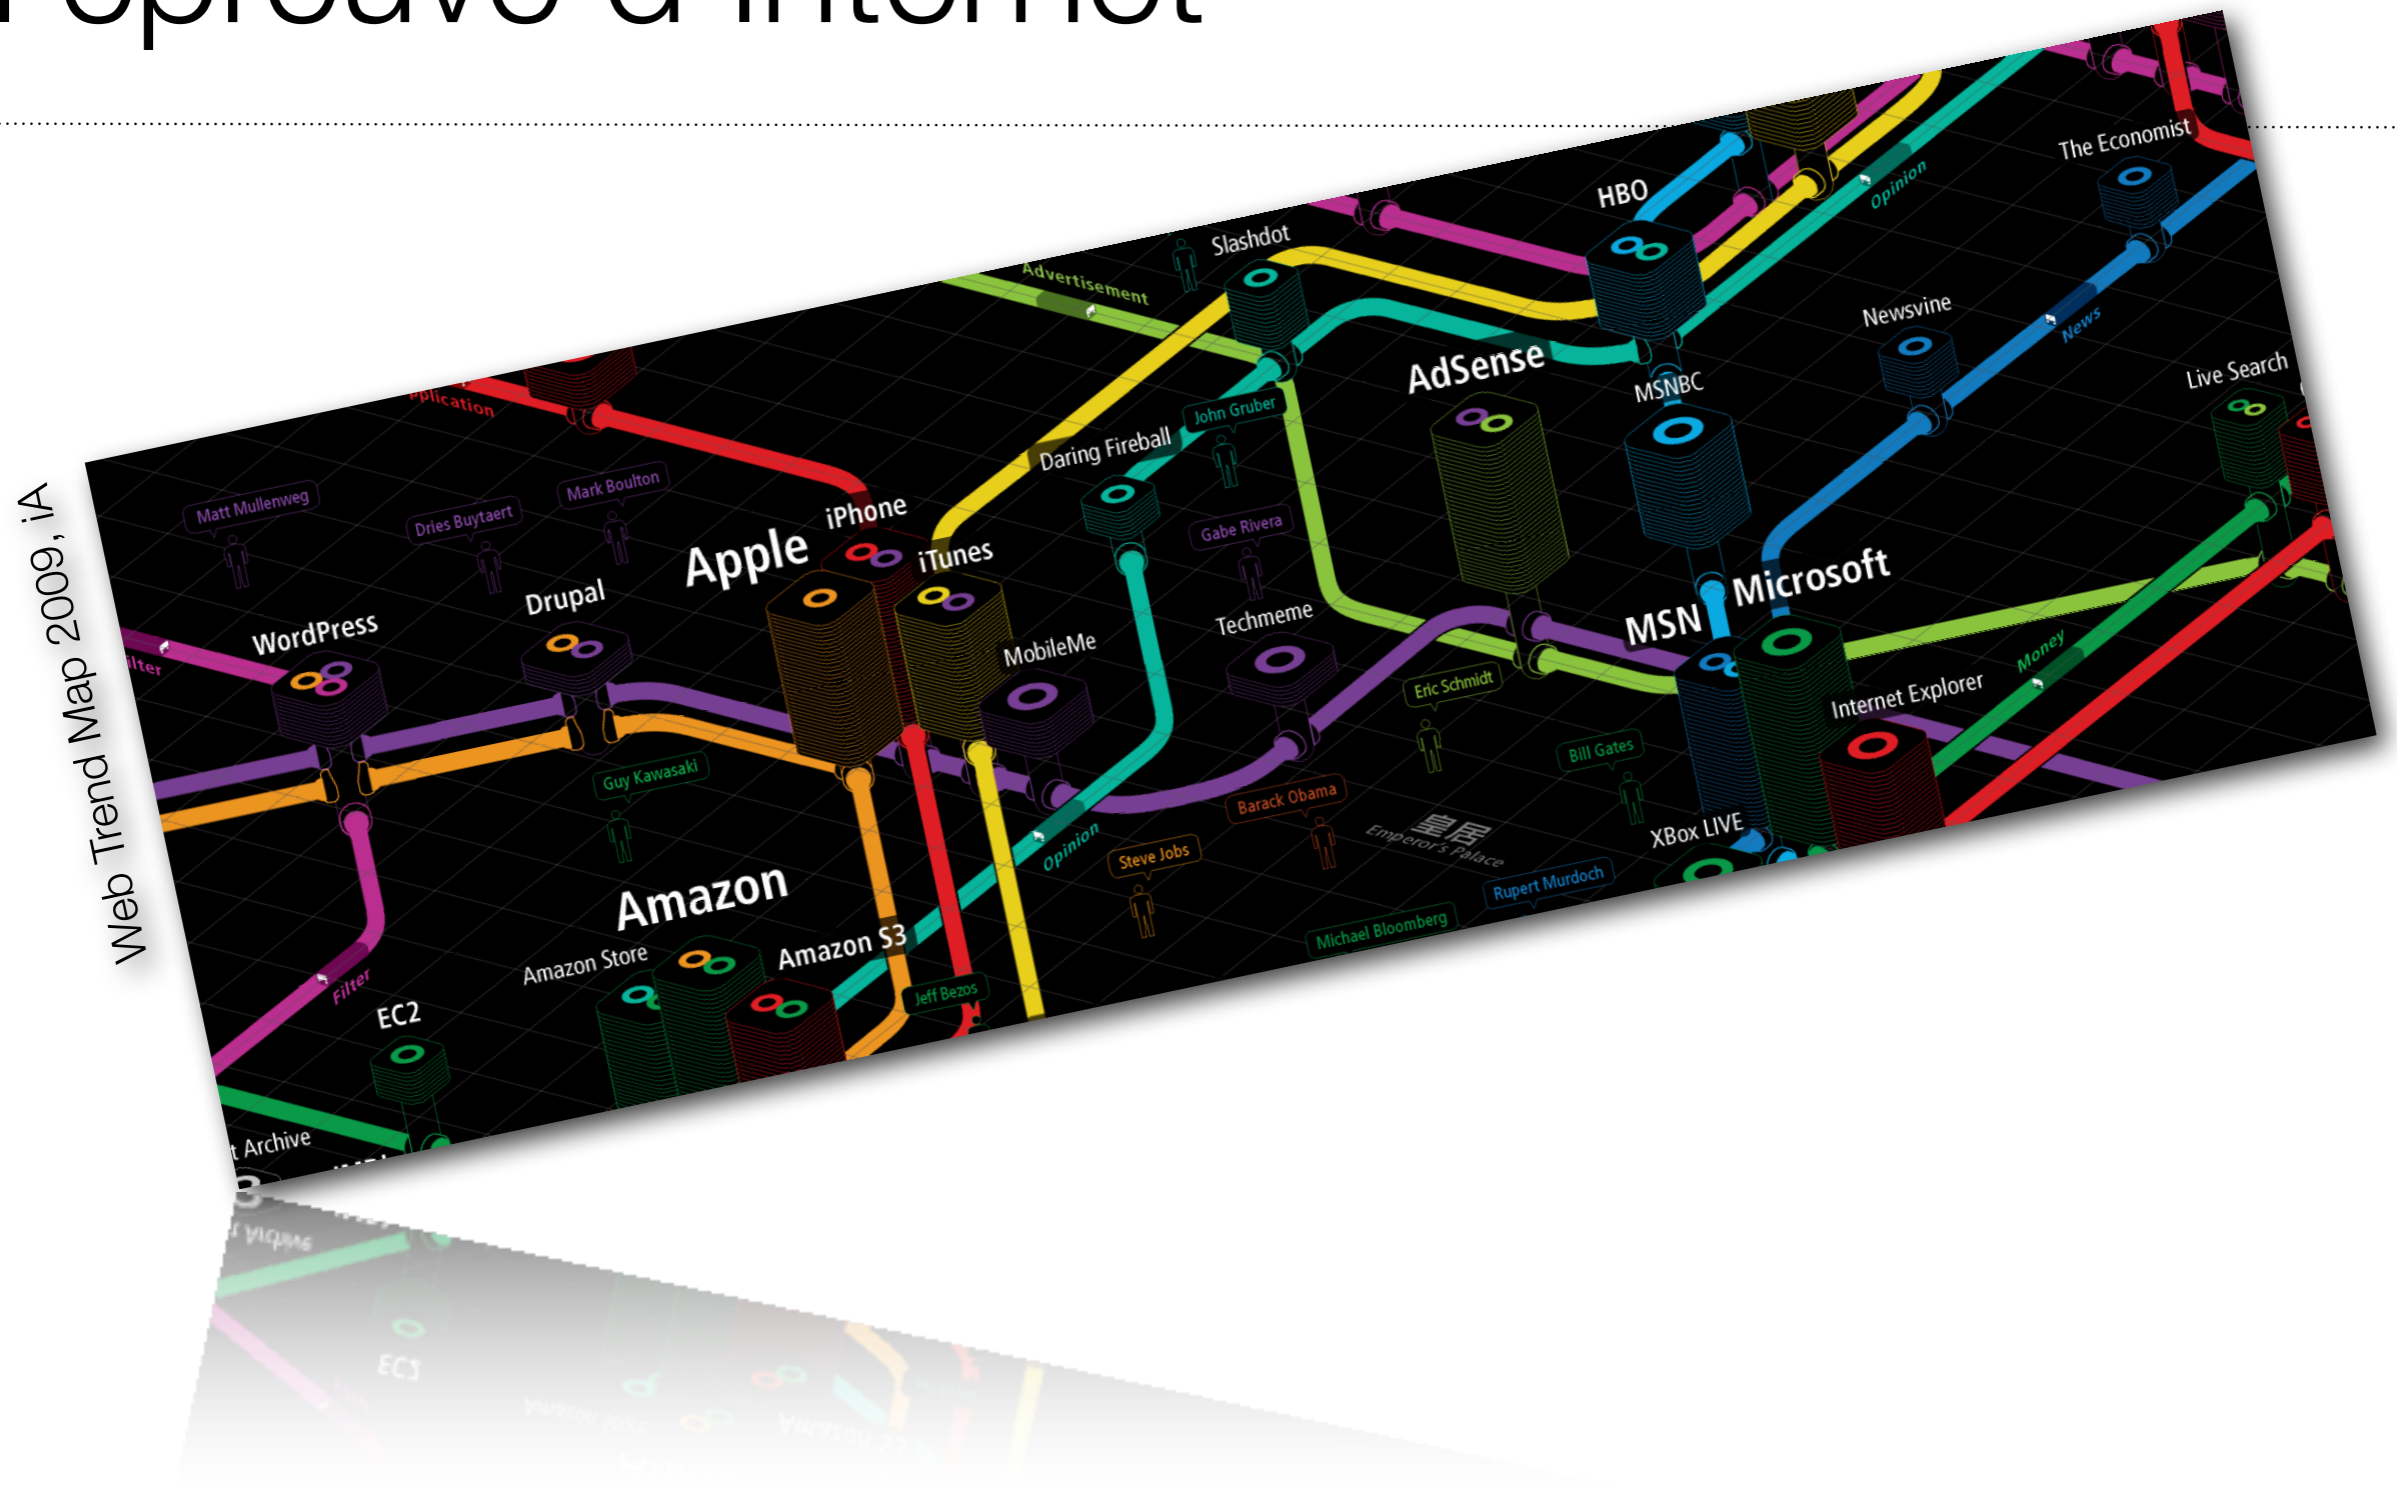 d'Internet
Web Trend Map 2009, iA
The Economist
Opinion
HBO
Slashdot
Advertisement
Newsvine
News
Live Search
AdSense
MSNBC
John Gruber
Daring Fireball
Matt Mullenweg
Dries Buytaert
Mark Boulton
iPhone
Apple
iTunes
Gabe Rivera
Techmeme
Drupal
WordPress
MobileMe
Microsoft
MSN
Money
Internet Explorer
Eric Schmidt
Bill Gates
Guy Kawasaki
Barack Obama
皇居
Emperor's Palace
XBox LIVE
Steve Jobs
Opinion
Rupert Murdoch
Michael Bloomberg
Amazon
Amazon S3
Amazon Store
Jeff Bezos
Filter
EC2
Archive